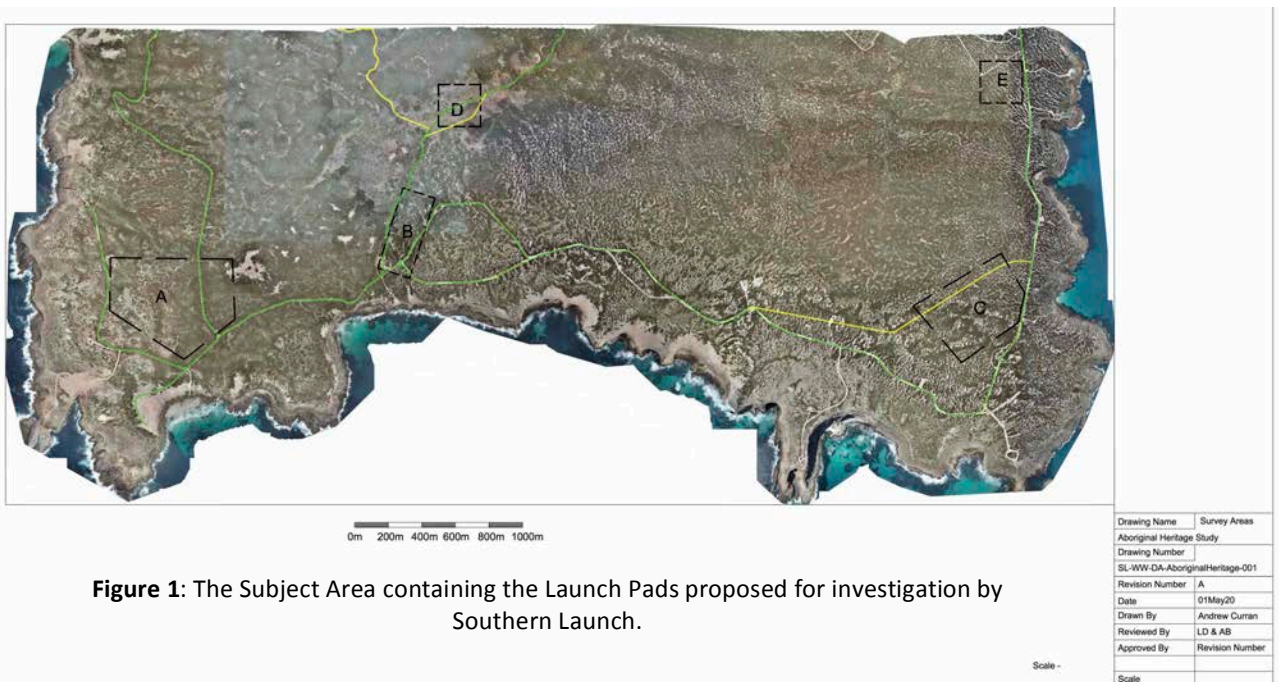 A
B
C
D
E
0m 200m 400m 600m 800m 1000m
Figure 1: The Subject Area containing the Launch Pads proposed for investigation by
Southern Launch.
Scale -
Drawing Name Survey Areas
Aboriginal Heritage Study
Drawing Number
SL-WW-DA-AboriginalHeritage-001
Revision Number A
Date 01May20
Drawn By Andrew Curran
Reviewed By LD & AB
Approved By Revision Number
Scale